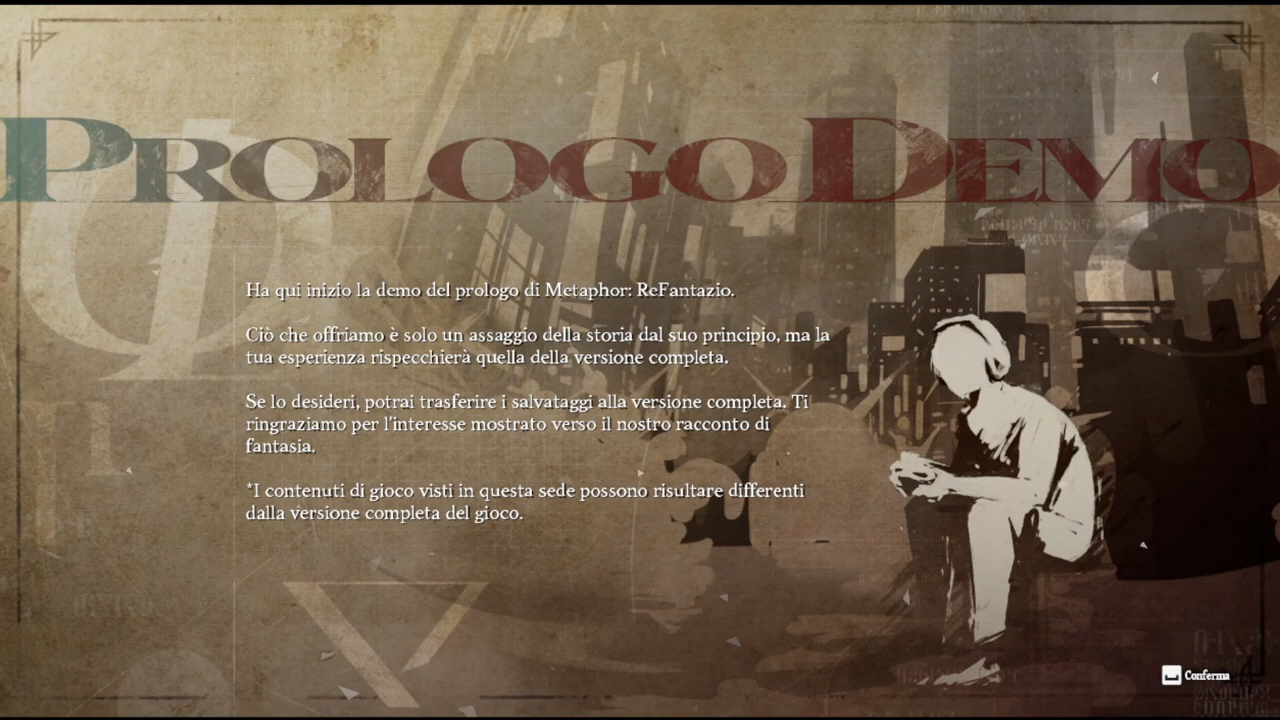 PROLOGO DEMO
Ha qui inizio la demo del prologo di Metaphor: ReFantazio.
Ciò che offriamo è solo un assaggio della storia dal suo principio, ma la
tua esperienza rispecchierà quella della versione completa.
Se lo desideri, potrai trasferire i salvataggi alla versione completa. Ti
ringraziamo per l'interesse mostrato verso il nostro racconto di
fantasia.
*I contenuti di gioco visti in questa sede possono risultare differenti
dalla versione completa del gioco.
Conferma